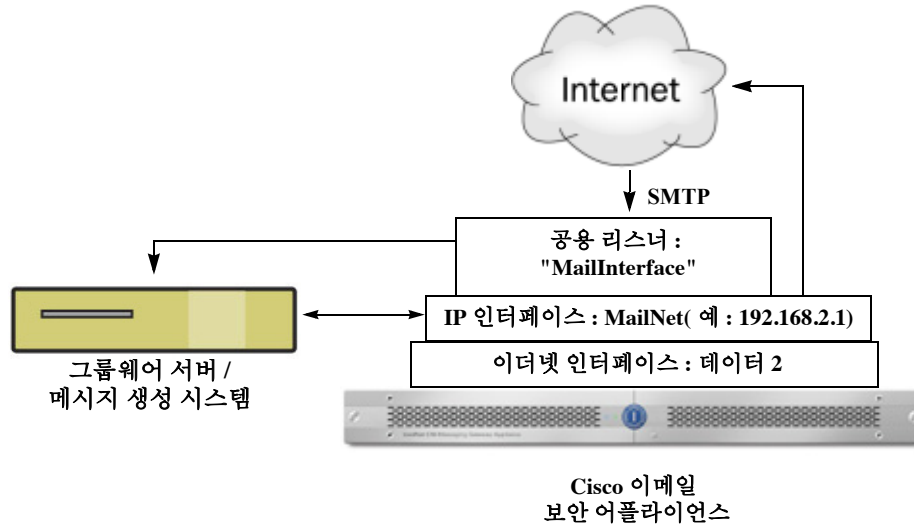 Internet
SMTP
공용 리스너 :
"MailInterface"
IP 인터페이스 : MailNet( 예 : 192.168.2.1)
이더넷 인터페이스 : 데이터 2
그룹웨어 서버 /
메시지 생성 시스템
Cisco 이메일
보안 어플라이언스